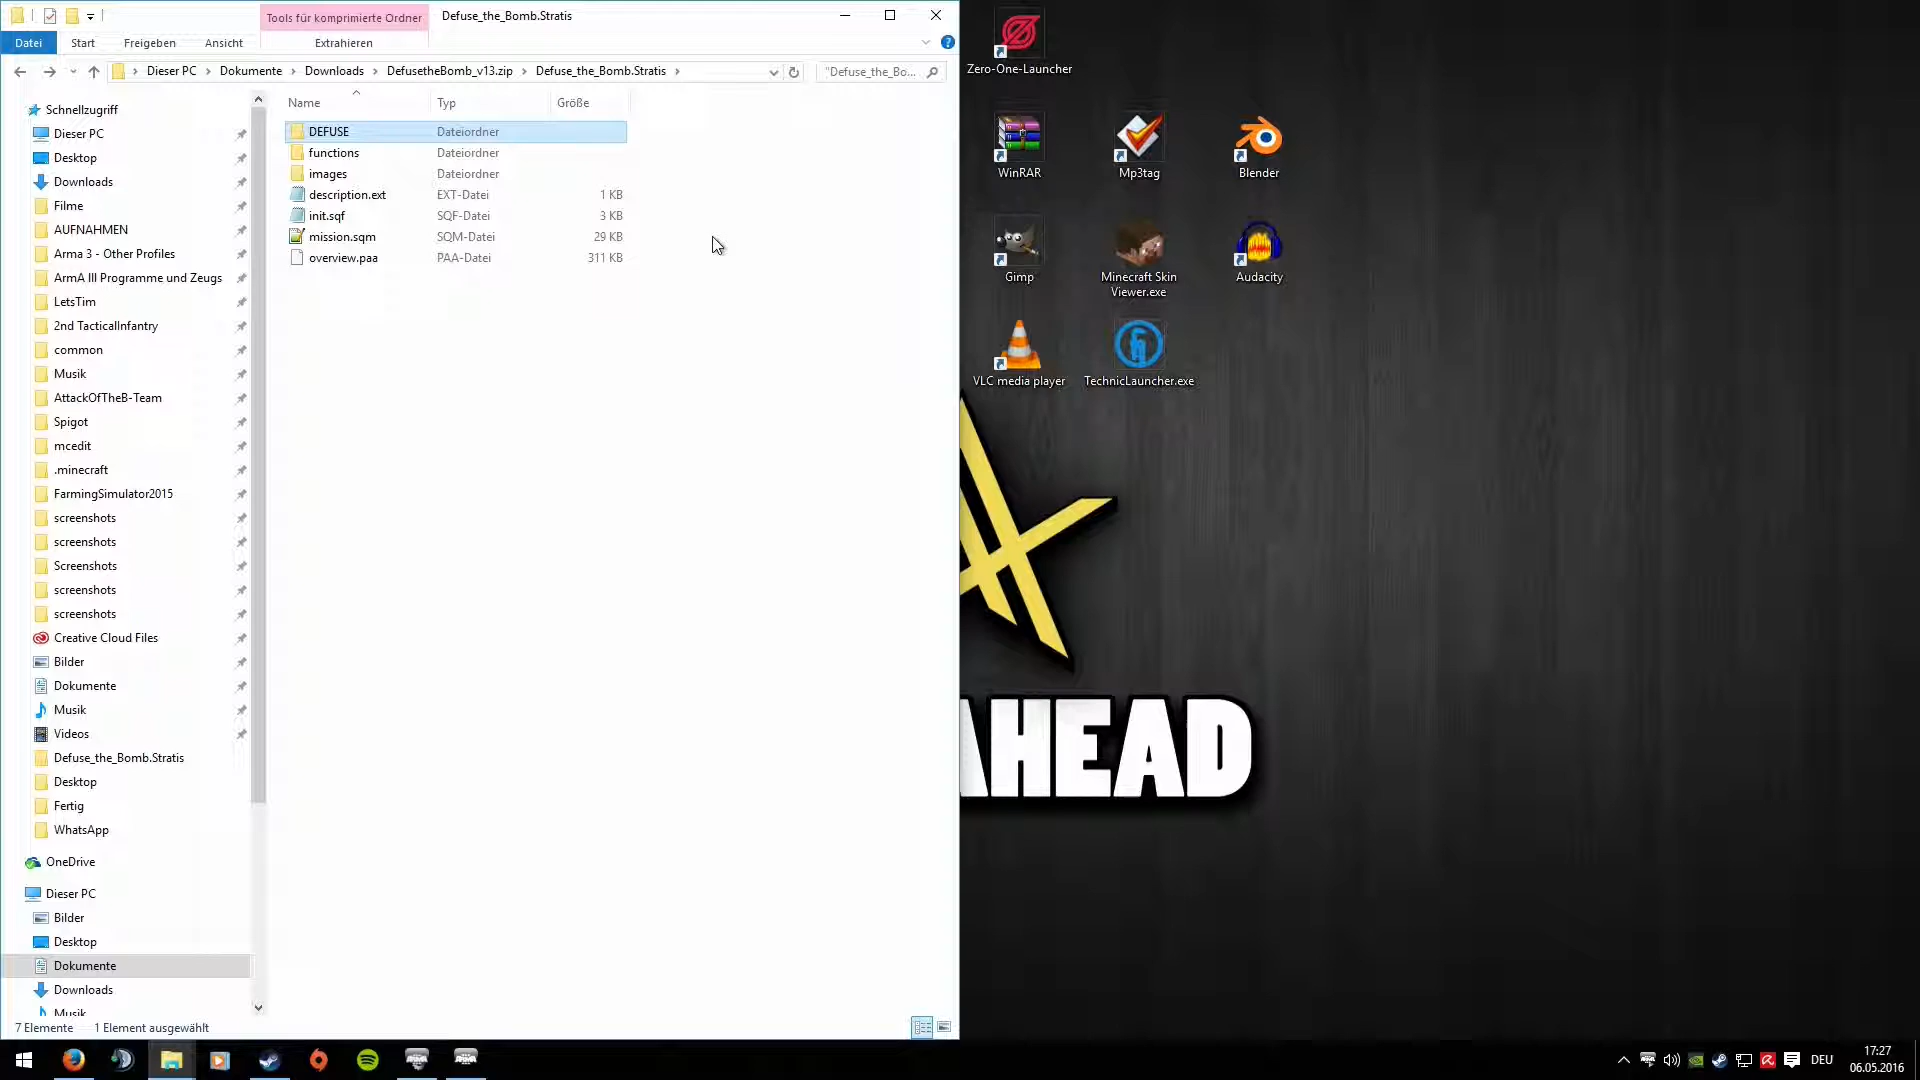 Tools für komprimierte Ordner
Defuse_the_Bomb.Stratis
Datei
Start
Freigeben
Ansicht
Extrahieren
Dieser PC
Dokumente
Downloads
DefusetheBomb_v13.zip
Defuse_the_Bomb.Stratis
"Defuse_the_Bo...
Schnellzugriff
Dieser PC
Desktop
Downloads
Filme
AUFNAHMEN
Arma 3 - Other Profiles
ArmA III Programme und Zeugs
LetsTim
2nd TacticalInfantry
common
Musik
AttackOfTheB-Team
Spigot
mcedit
.minecraft
FarmingSimulator2015
screenshots
screenshots
Screenshots
screenshots
screenshots
Creative Cloud Files
Bilder
Dokumente
Musik
Videos
Defuse_the_Bomb.Stratis
Desktop
Fertig
WhatsApp
OneDrive
Dieser PC
Bilder
Desktop
Dokumente
Downloads
Musik
Name Typ Größe
DEFUSE Dateiordner
functions Dateiordner
images Dateiordner
description.ext EXT-Datei 1 KB
init.sqf SQF-Datei 3 KB
mission.sqm SQM-Datei 29 KB
overview.paa PAA-Datei 311 KB
7 Elemente 1 Element ausgewählt
Zero-One-Launcher
WinRAR
Mp3tag
Blender
Gimp
Minecraft Skin
Viewer.exe
Audacity
VLC media player
TechnicLauncher.exe
AHEAD
DEU
17:27
06.05.2016